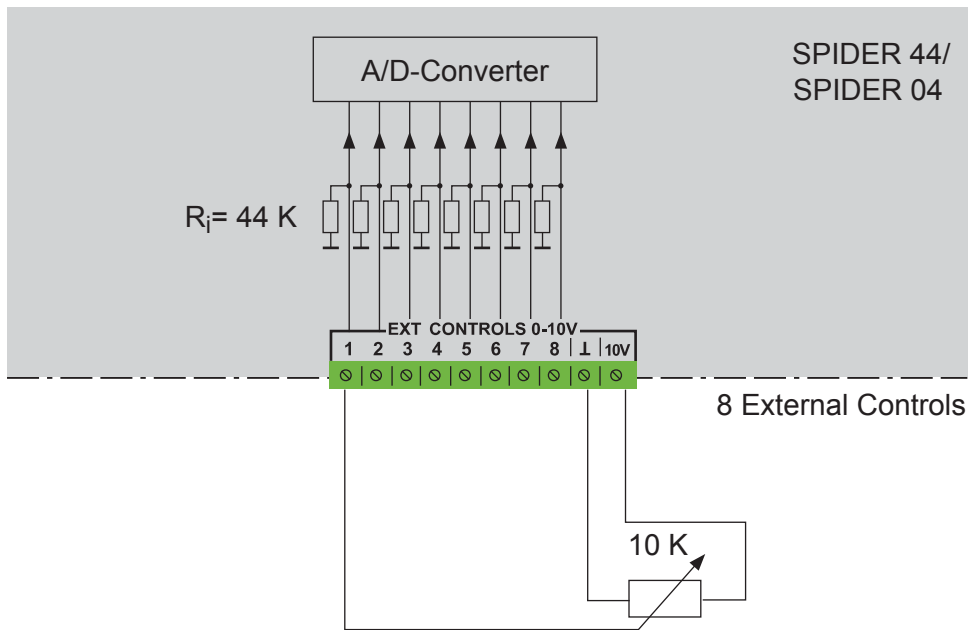 A/D-Converter
SPIDER 44/
SPIDER 04
Ri= 44 K
EXT CONTROLS 0-10V
1 2 3 4 5 6 7 8 ⊥ 10V
8 External Controls
10 K